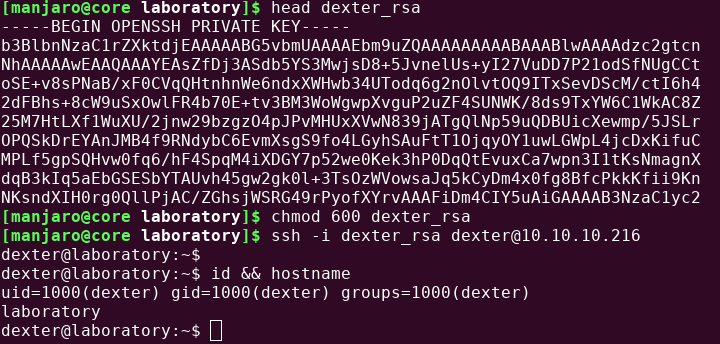 [manjaro@core laboratory]$ head dexter_rsa
-----BEGIN OPENSSH PRIVATE KEY-----
b3BlbnNzaC1rZXktdjEAAAAABG5vbmUAAAAEbm9uZQAAAAAAAAABAAABlwAAAAdzc2gtcn
NhAAAAAwEAAQAAAYEAsZfDj3ASdb5YS3MwjsD8+5JvnelUs+yI27VuDD7P21odSfNUgCCt
oSE+v8sPNaB/xF0CVqQHtnhnWe6ndxXWHwb34UTodq6g2nOlvtOQ9ITxSevDScM/ctI6h4
2dFBhs+8cW9uSxOwlFR4b70E+tv3BM3WoWgwpXvguP2uZF4SUNWK/8ds9TxYW6C1WkAC8Z
25M7HtLXf1WuXU/2jnw29bzgzO4pJPvMHUxXVwN839jATgQlNp59uQDBUicXewmp/5JSLr
OPQSkDrEYAnJMB4f9RNdybC6EvmXsgS9fo4LGyhSAuFtT1OjqyOY1uwLGWpL4jcDxKifuC
MPLf5gpSQHvw0fq6/hF4SpqM4iXDGY7p52we0Kek3hP0DqQtEvuxCa7wpn3I1tKsNmagnX
dqB3kIq5aEbGSESbYTAUvh45gw2gk0l+3TsOzWVowsaJq5kCyDm4x0fg8BfcPkkKfii9Kn
NKsndXIH0rg0QllPjAC/ZGhsjWSRG49rPyofXYrvAAAFiDm4CIY5uAiGAAAAB3NzaC1yc2
[manjaro@core laboratory]$ chmod 600 dexter_rsa
[manjaro@core laboratory]$ ssh -i dexter_rsa dexter@10.10.10.216
dexter@laboratory:~$
dexter@laboratory:~$ id && hostname
uid=1000(dexter) gid=1000(dexter) groups=1000(dexter)
laboratory
dexter@laboratory:~$